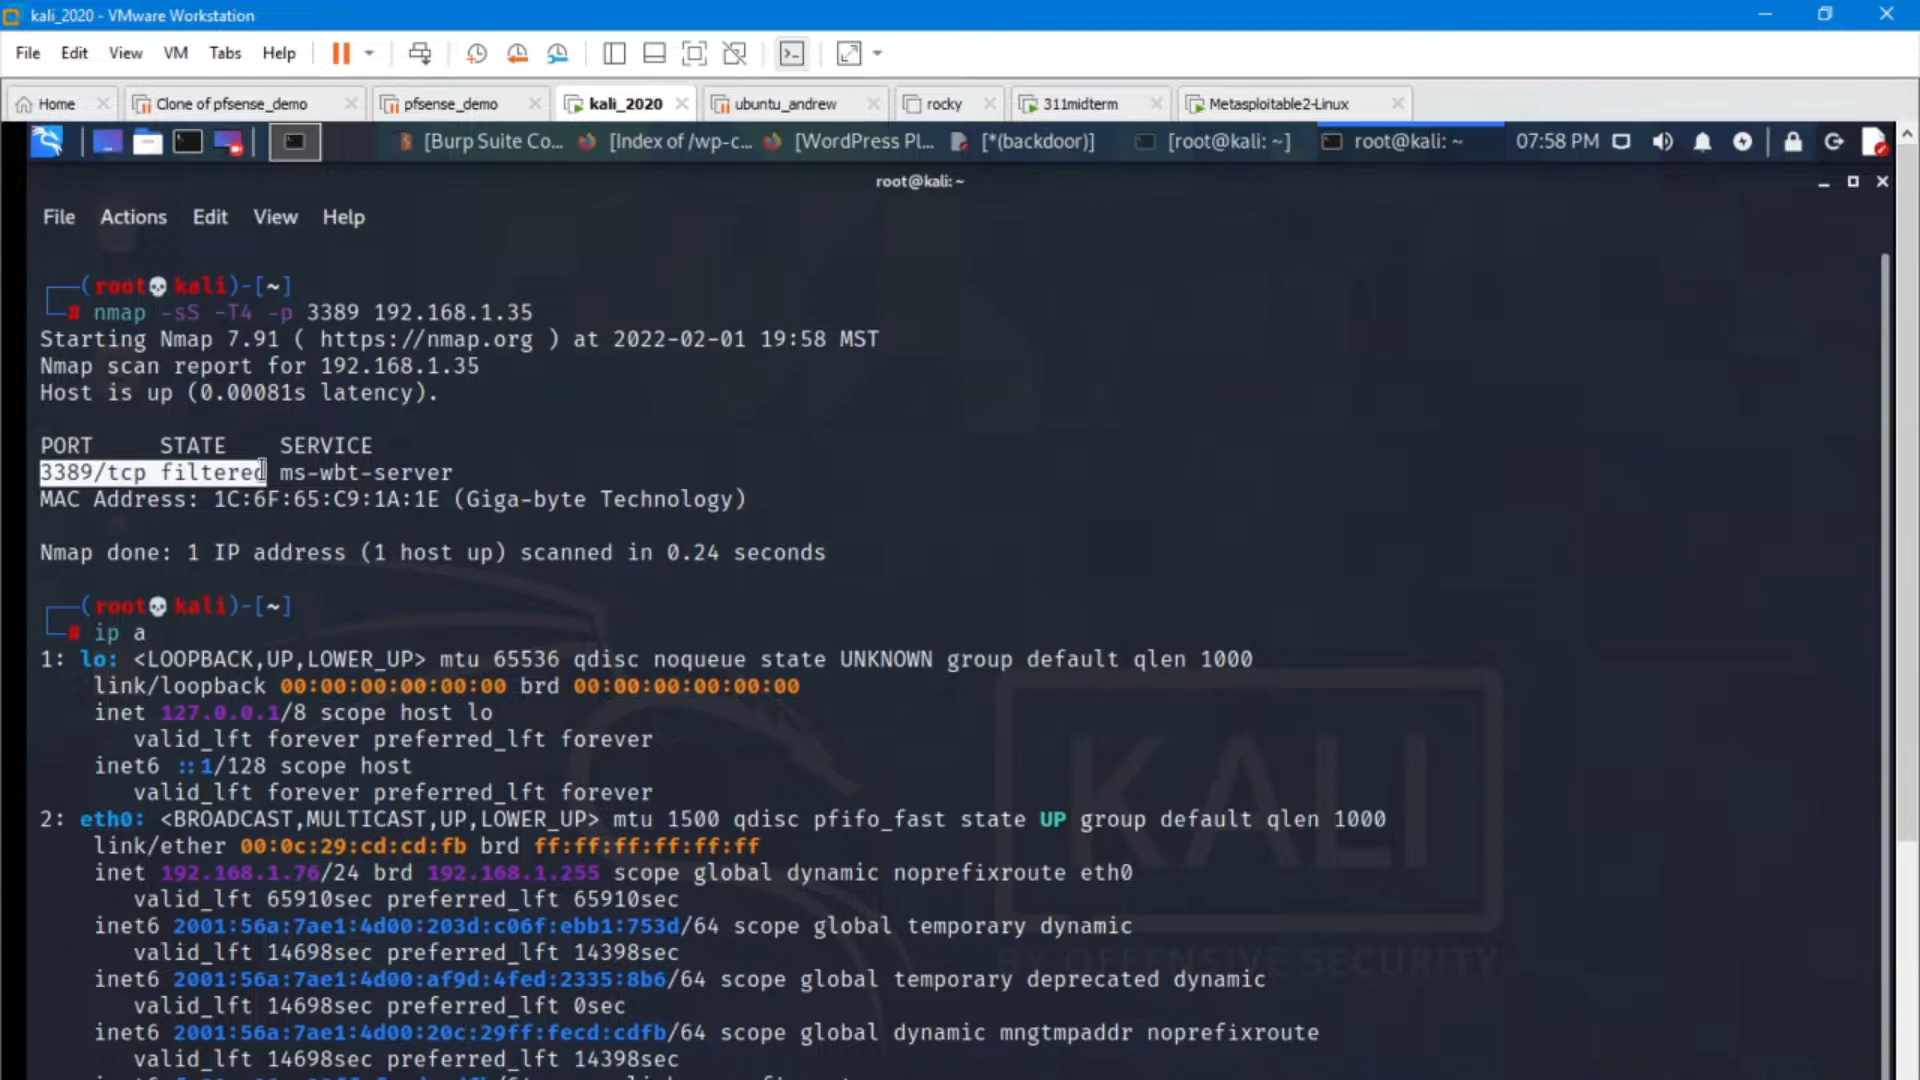 kali_2020 - VMware Workstation
File Edit View VM Tabs Help
Home Clone of pfsense_demo pfsense_demo kali_2020 ubuntu_andrew rocky 311midterm Metasploitable2-Linux
[Burp Suite Co... [Index of /wp-c... [WordPress Pl... [*(backdoor)] [root@kali: ~] root@kali: ~ 07:58 PM
root@kali:~
File Actions Edit View Help
(root💀kali)-[~]
# nmap -sS -T4 -p 3389 192.168.1.35
Starting Nmap 7.91 ( https://nmap.org ) at 2022-02-01 19:58 MST
Nmap scan report for 192.168.1.35
Host is up (0.00081s latency).
PORT STATE SERVICE
3389/tcp filtered ms-wbt-server
MAC Address: 1C:6F:65:C9:1A:1E (Giga-byte Technology)
Nmap done: 1 IP address (1 host up) scanned in 0.24 seconds
(root💀kali)-[~]
# ip a
1: lo: <LOOPBACK,UP,LOWER_UP> mtu 65536 qdisc noqueue state UNKNOWN group default qlen 1000
link/loopback 00:00:00:00:00:00 brd 00:00:00:00:00:00
inet 127.0.0.1/8 scope host lo
valid_lft forever preferred_lft forever
inet6 ::1/128 scope host
valid_lft forever preferred_lft forever
2: eth0: <BROADCAST,MULTICAST,UP,LOWER_UP> mtu 1500 qdisc pfifo_fast state UP group default qlen 1000
link/ether 00:0c:29:cd:cd:fb brd ff:ff:ff:ff:ff:ff
inet 192.168.1.76/24 brd 192.168.1.255 scope global dynamic noprefixroute eth0
valid_lft 65910sec preferred_lft 65910sec
inet6 2001:56a:7ae1:4d00:203d:c06f:ebb1:753d/64 scope global temporary dynamic
valid_lft 14698sec preferred_lft 14398sec
inet6 2001:56a:7ae1:4d00:af9d:4fed:2335:8b6/64 scope global temporary deprecated dynamic
valid_lft 14698sec preferred_lft 0sec
inet6 2001:56a:7ae1:4d00:20c:29ff:fecd:cdfb/64 scope global dynamic mngtmpaddr noprefixroute
valid_lft 14698sec preferred_lft 14398sec
KALI
BY OFFENSIVE SECURITY